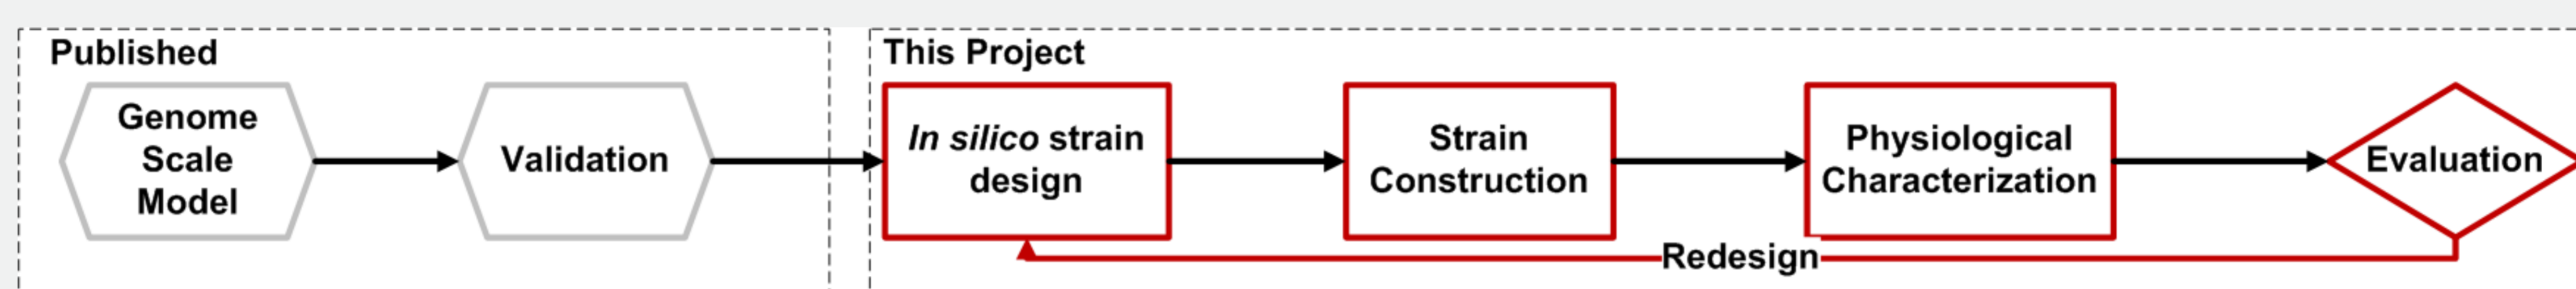 Published
This Project
Genome
Scale
Model
Validation
In silico strain
design
Strain
Construction
Physiological
Characterization
Evaluation
Redesign